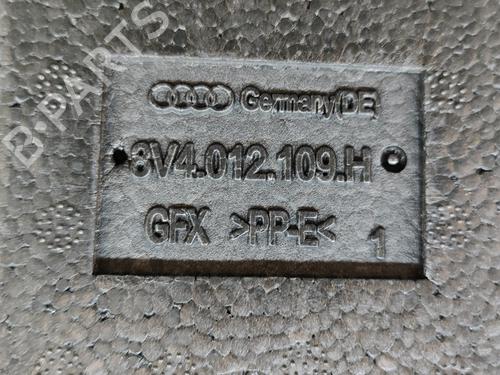 B-PARTS
Germany(DE)
8V4.012.109.H
GFX >PP-E< 1